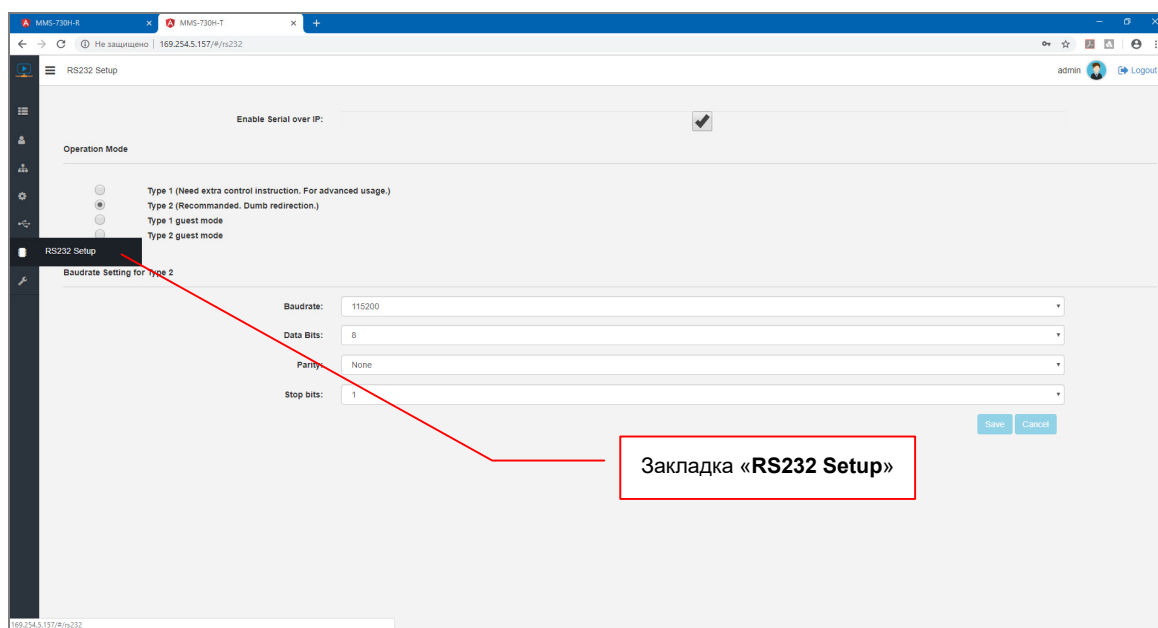 MMS-730H-R
MMS-730H-T
Не защищено | 169.254.5.157/#/rs232
RS232 Setup
admin
Logout
Enable Serial over IP:
Operation Mode
Type 1 (Need extra control instruction. For advanced usage.)
Type 2 (Recommanded. Dumb redirection.)
Type 1 guest mode
Type 2 guest mode
RS232 Setup
Baudrate Setting for Type 2
Baudrate: 115200
Data Bits: 8
Parity: None
Stop bits: 1
Save Cancel
Закладка «RS232 Setup»
169.254.5.157/#/rs232